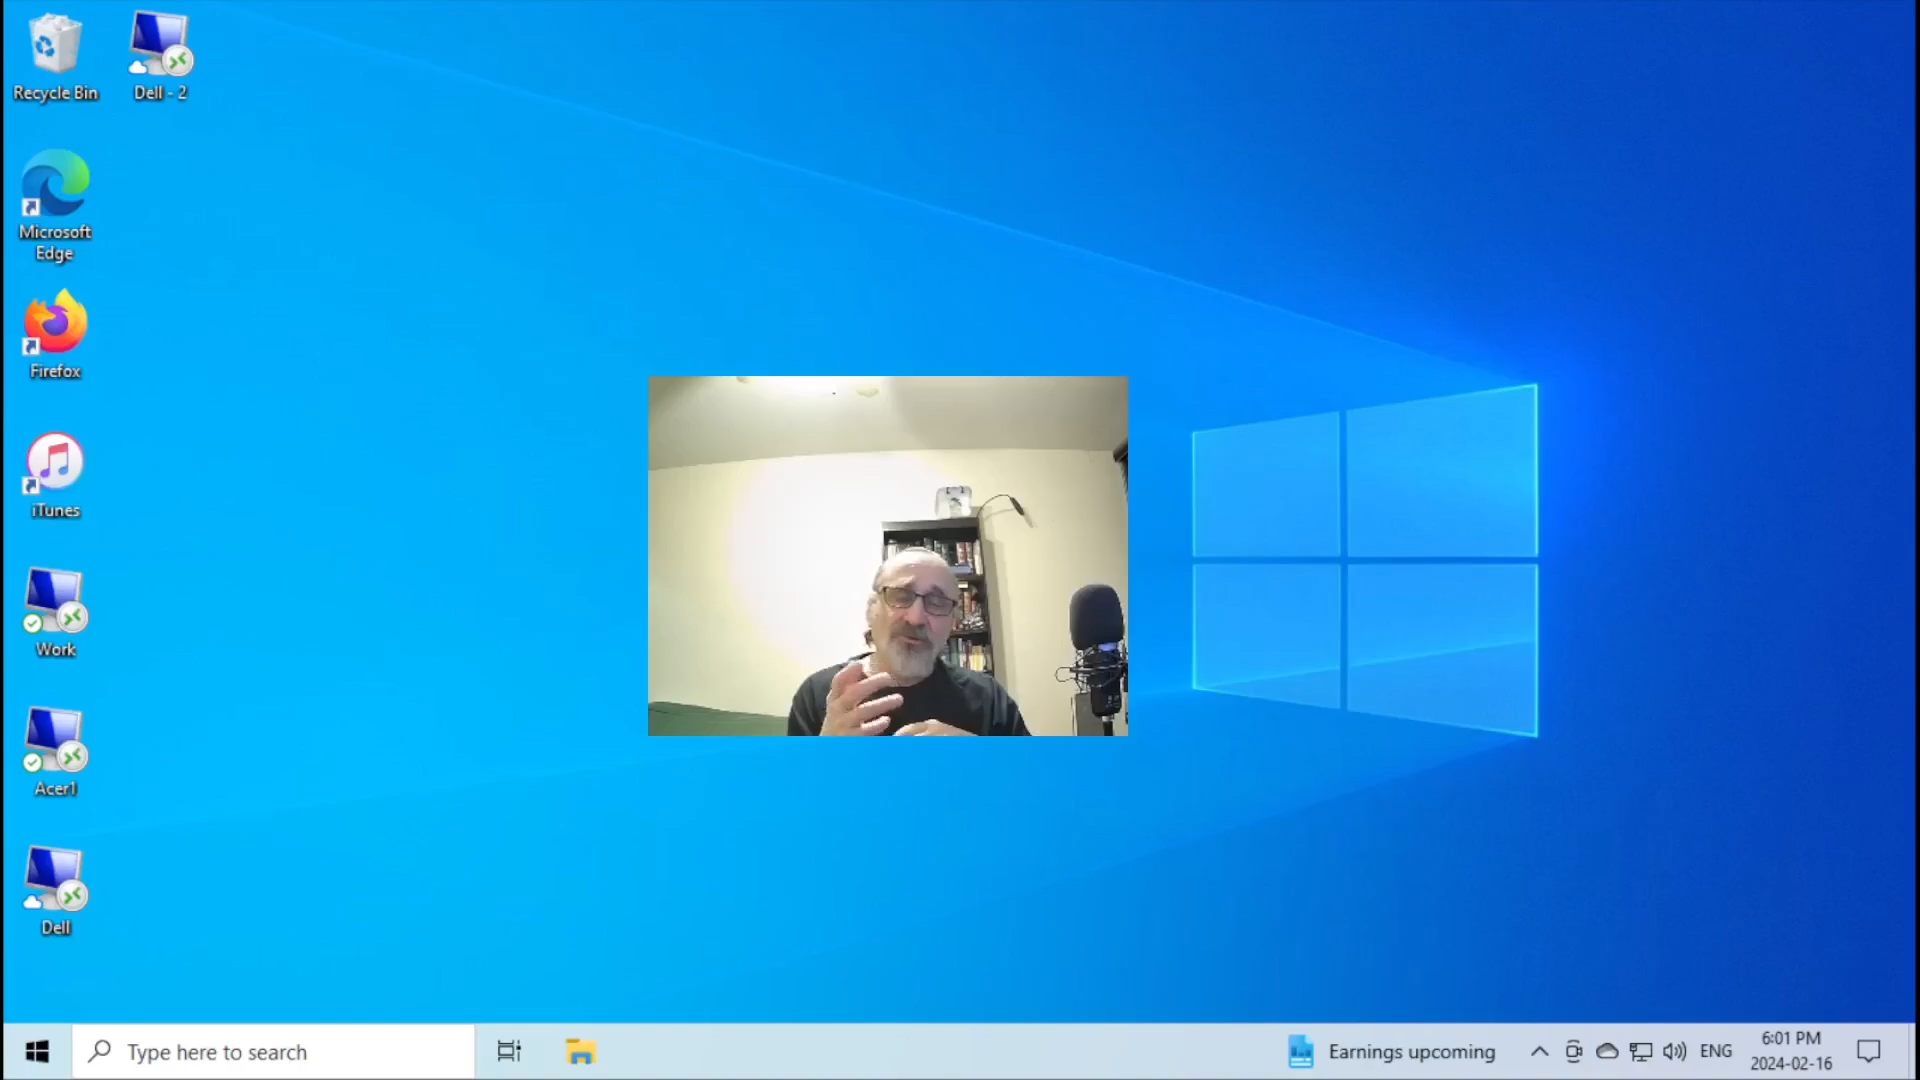 Recycle Bin
Dell - 2
Microsoft
Edge
Firefox
iTunes
Work
Acer1
Dell
Type here to search
Earnings upcoming
ENG
6:01 PM
2024-02-16